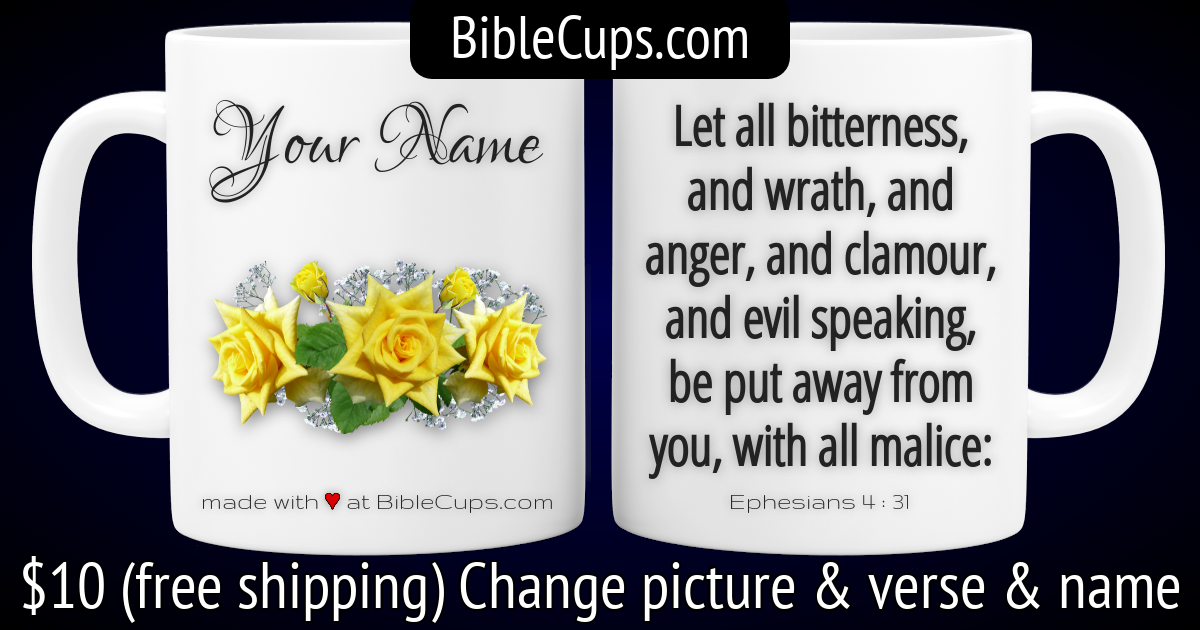 BibleCups.com
Your Name
made with ♥ at BibleCups.com
Let all bitterness,
and wrath, and
anger, and clamour,
and evil speaking,
be put away from
you, with all malice:
Ephesians 4 : 31
$10 (free shipping) Change picture & verse & name